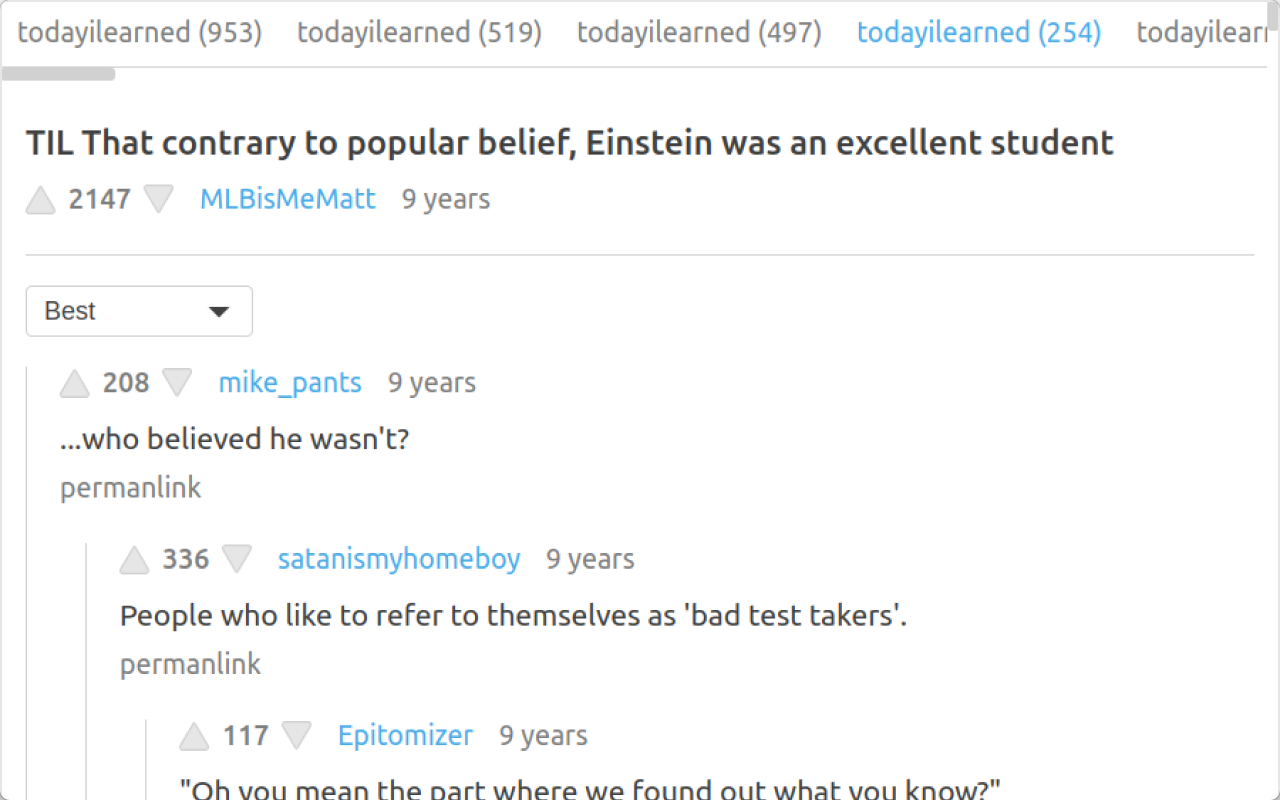 todayilearned (953) todayilearned (519) todayilearned (497) todayilearned (254) todayilearn
TIL That contrary to popular belief, Einstein was an excellent student
2147 MLBisMeMatt 9 years
Best
208 mike_pants 9 years
...who believed he wasn't?
permanlink
336 satanismyhomeboy 9 years
People who like to refer to themselves as 'bad test takers'.
permanlink
117 Epitomizer 9 years
"Oh you mean the part where we found out what you know?"